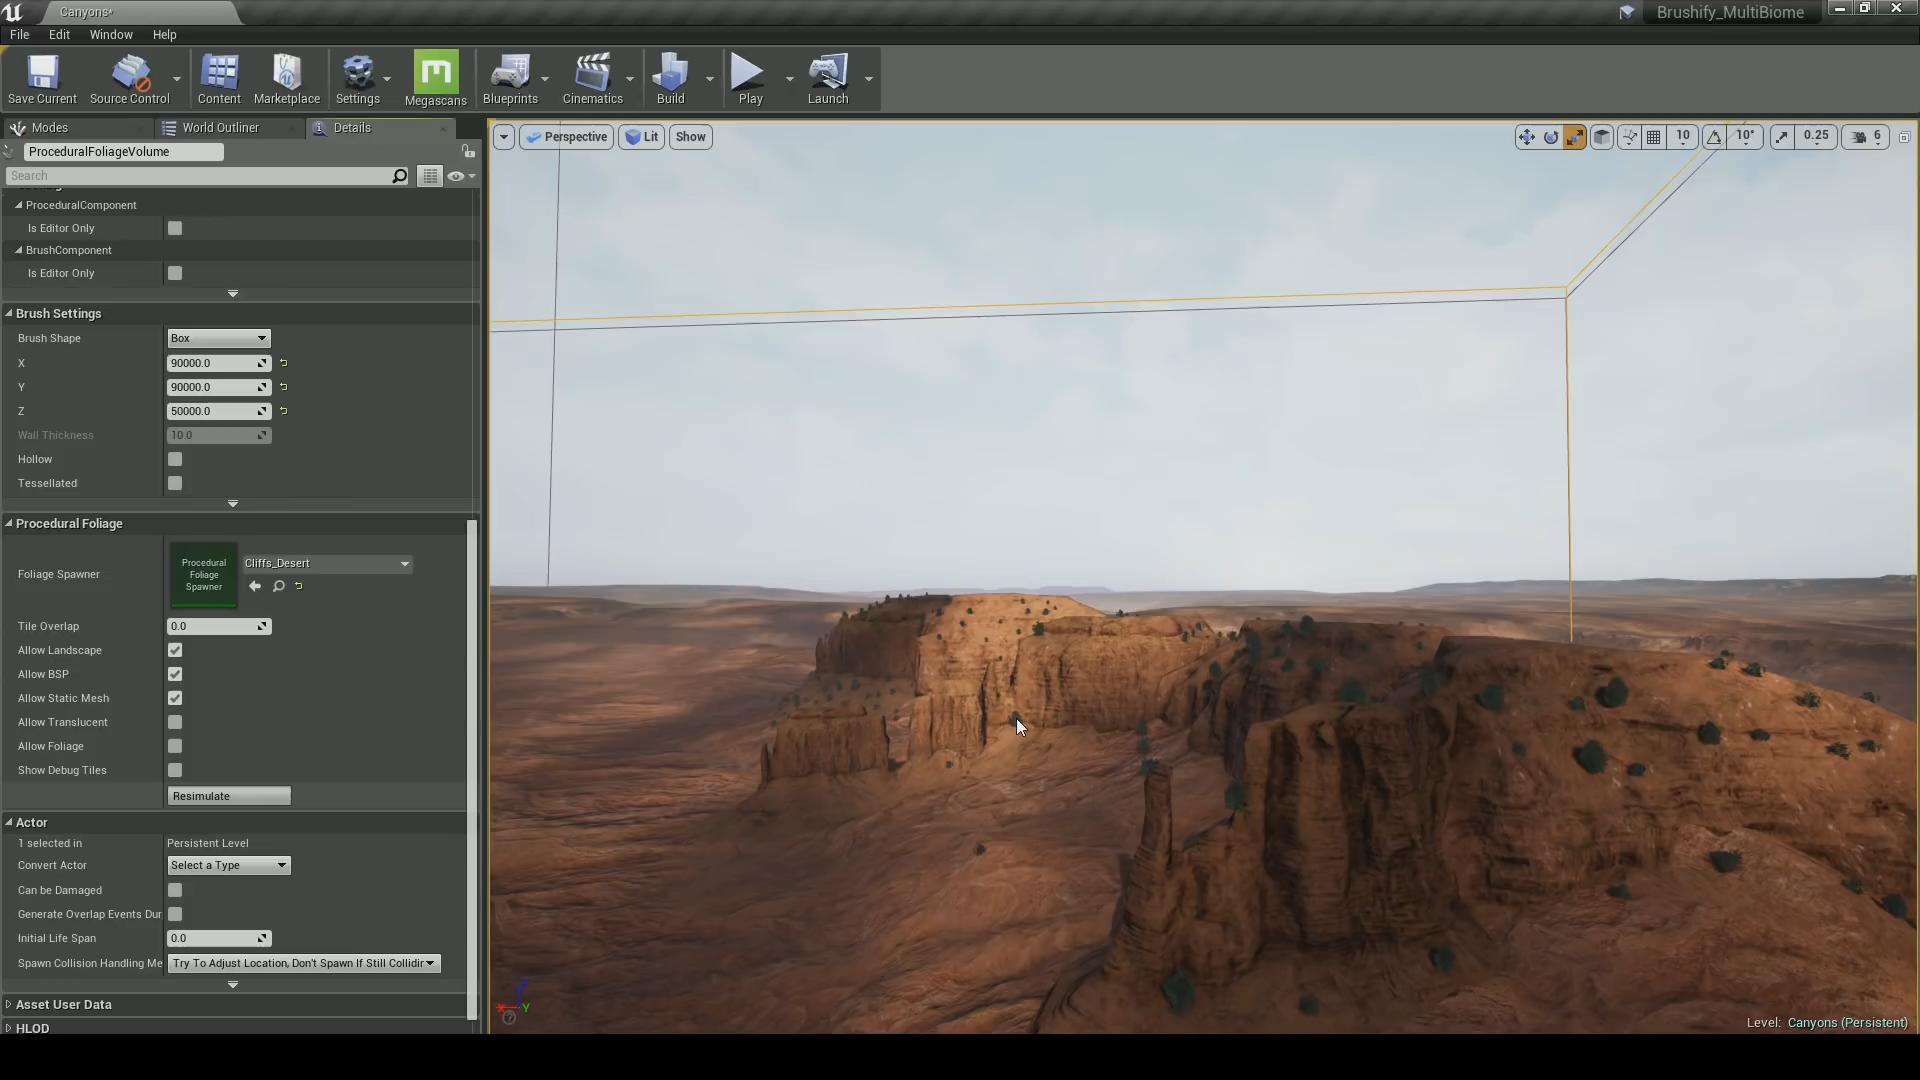 Canyons*
Brushify_MultiBiome
File Edit Window Help
Save Current Source Control Content Marketplace Settings Megascans Blueprints Cinematics Build Play Launch
Modes World Outliner Details
ProceduralFoliageVolume
Search
ProceduralComponent
Is Editor Only
BrushComponent
Is Editor Only
Brush Settings
Brush Shape Box
X 90000.0
Y 90000.0
Z 50000.0
Wall Thickness 10.0
Hollow
Tessellated
Procedural Foliage
Foliage Spawner
Procedural
Foliage
Spawner
Cliffs_Desert
Tile Overlap 0.0
Allow Landscape
Allow BSP
Allow Static Mesh
Allow Translucent
Allow Foliage
Show Debug Tiles
Resimulate
Actor
1 selected in Persistent Level
Convert Actor Select a Type
Can be Damaged
Generate Overlap Events Dur
Initial Life Span 0.0
Spawn Collision Handling Me Try To Adjust Location, Don't Spawn If Still Collidir
Asset User Data
HLOD
Perspective Lit Show
10 10° 0.25 6
Z
X Y
Level: Canyons (Persistent)